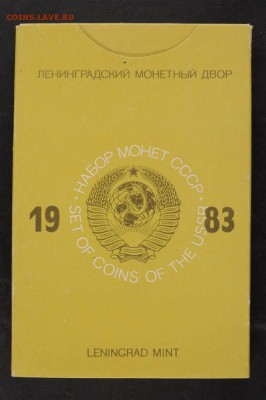 COINS.LAVE.RU
ЛЕНИНГРАДСКИЙ МОНЕТНЫЙ ДВОР
НАБОР МОНЕТ СССР ·
SET OF COINS OF THE USSR ·
19 83
LENINGRAD MINT